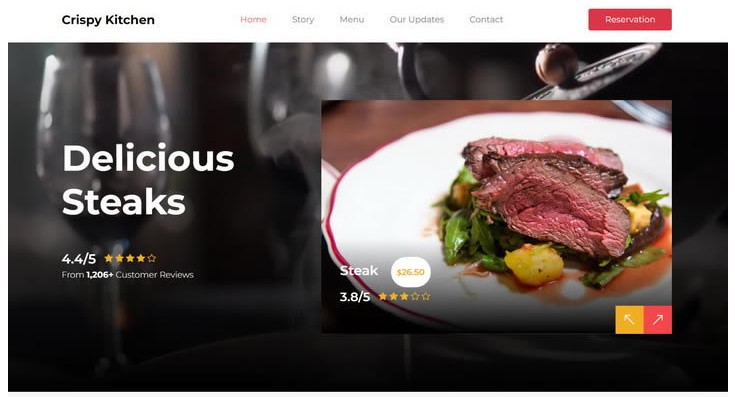 Crispy Kitchen
Home Story Menu Our Updates Contact
Reservation
Delicious
Steaks
4.4/5
From 1,206+ Customer Reviews
Steak $26.50
3.8/5